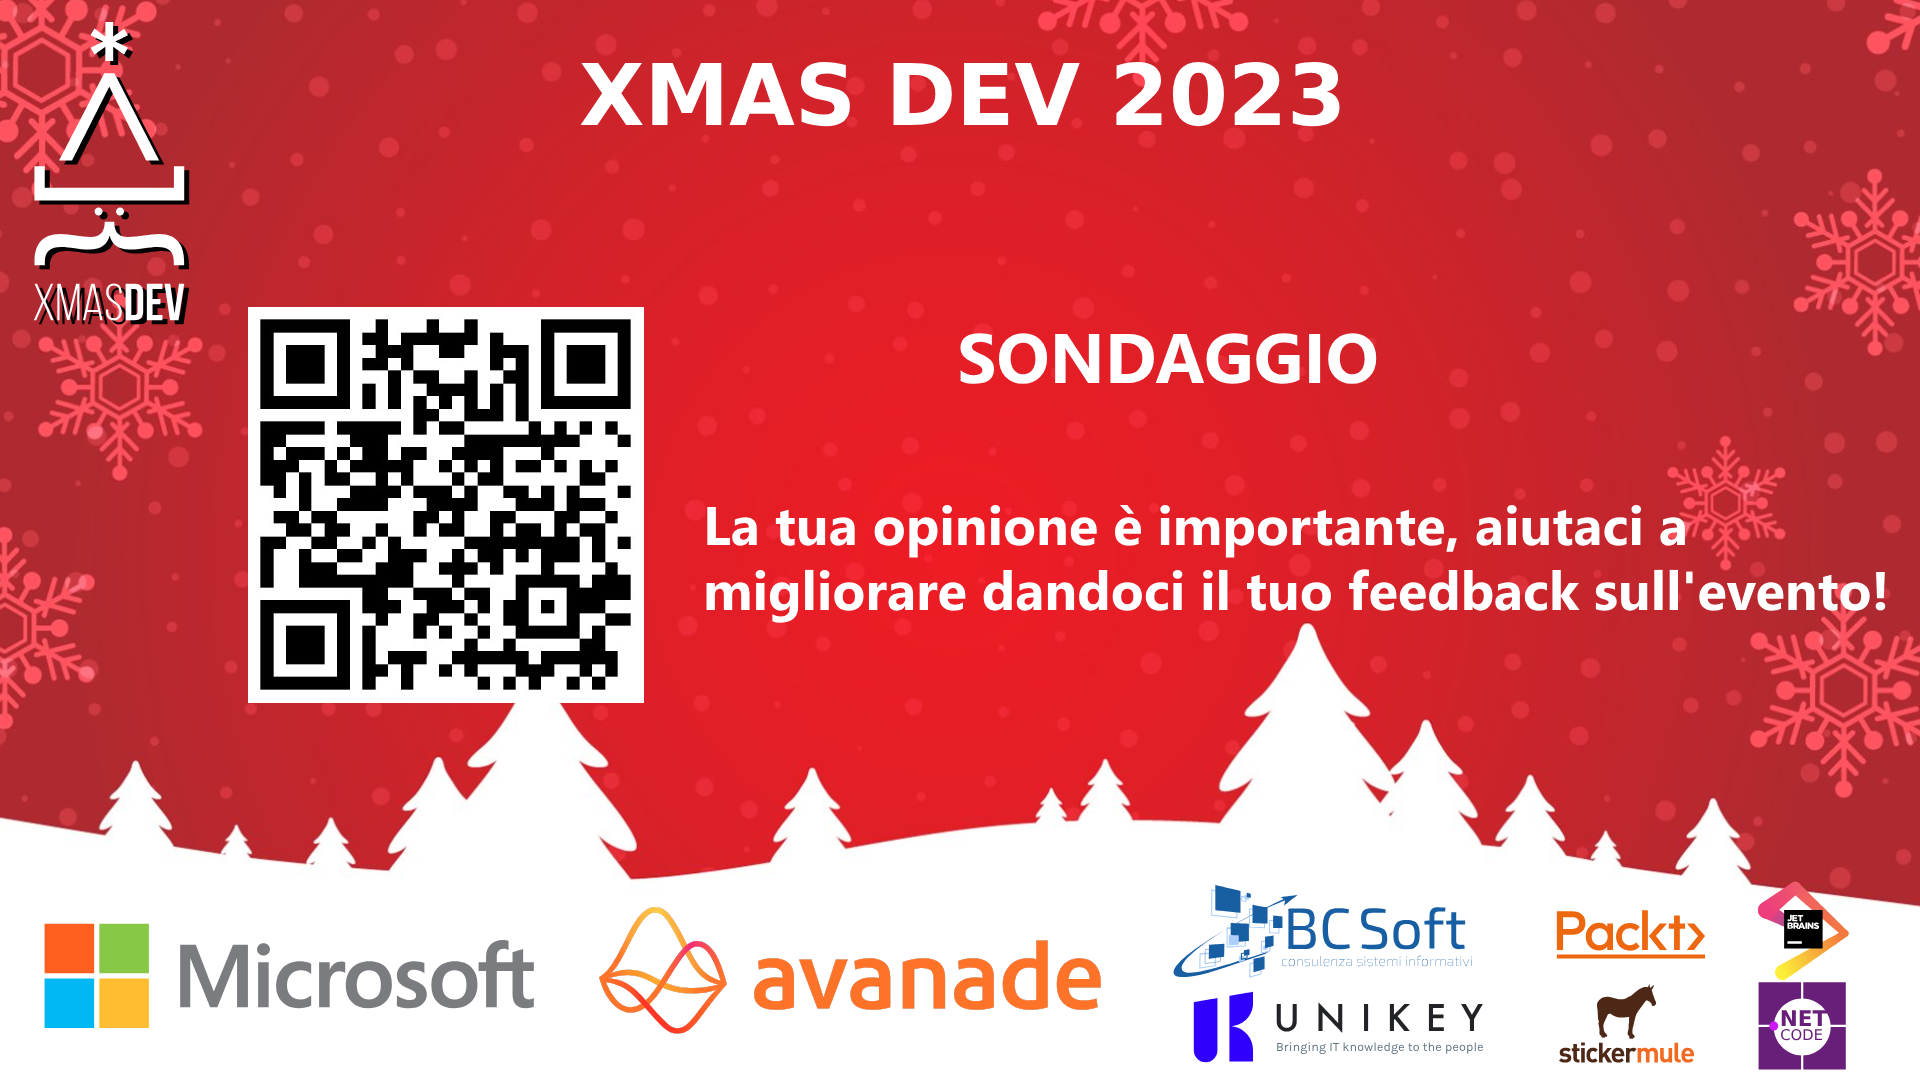 XMAS DEV 2023
XMASDEV
SONDAGGIO
La tua opinione è importante, aiutaci a
migliorare dandoci il tuo feedback sull'evento!
Microsoft
avanade
BC Soft
consulenza sistemi informativi
UNIKEY
Bringing IT knowledge to the people
Packt>
stickermule
JET
BRAINS
NET
CODE